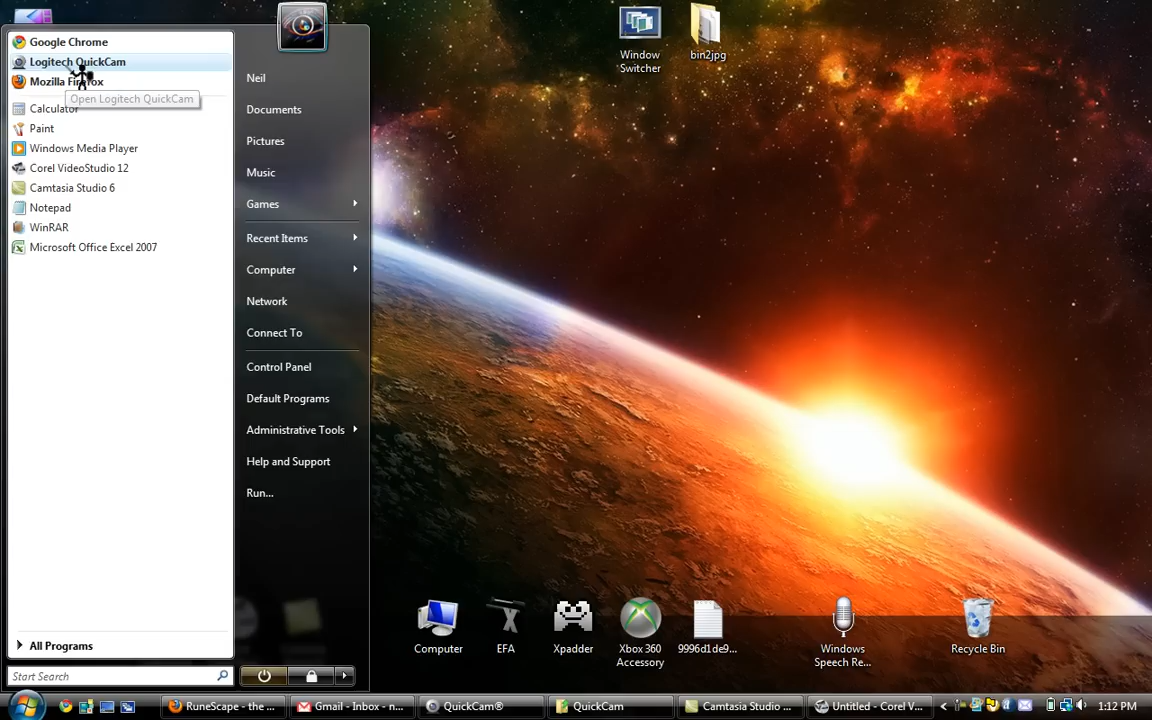 Google Chrome
Logitech QuickCam
Mozilla Firefox
Open Logitech QuickCam
Calculator
Paint
Windows Media Player
Corel VideoStudio 12
Camtasia Studio 6
Notepad
WinRAR
Microsoft Office Excel 2007
All Programs
Start Search
Neil
Documents
Pictures
Music
Games
Recent Items
Computer
Network
Connect To
Control Panel
Default Programs
Administrative Tools
Help and Support
Run...
Window
Switcher
bin2jpg
Computer
EFA
Xpadder
Xbox 360
Accessory
9996d1de9...
Windows
Speech Re...
Recycle Bin
RuneScape - the ...
Gmail - Inbox - n...
QuickCam®
QuickCam
Camtasia Studio ...
Untitled - Corel V...
1:12 PM